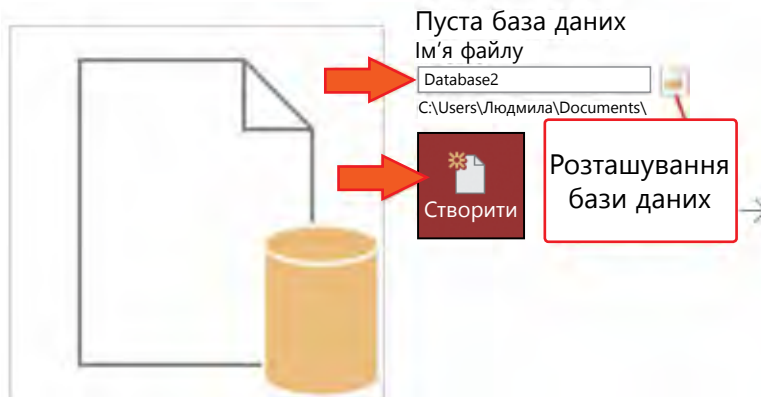 Пуста база даних
Ім’я файлу
Database2
C:\Users\Людмила\Documents\
Створити
Розташування
бази даних